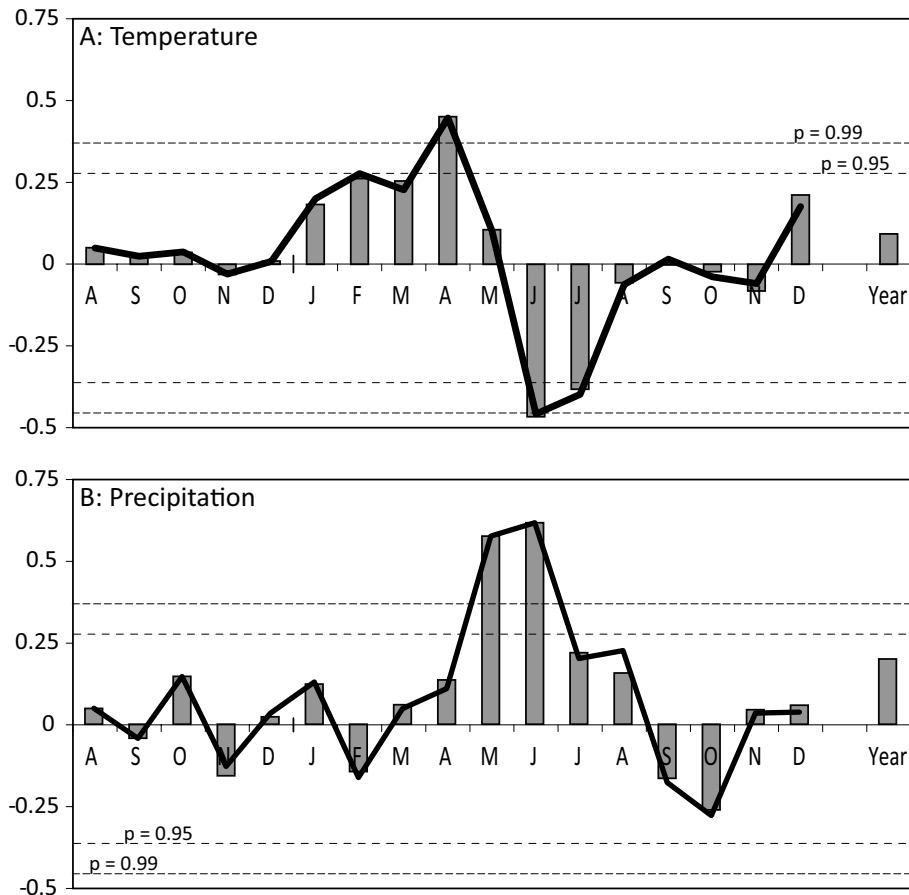 0.75
A: Temperature
0.5
p = 0.99
p = 0.95
0.25
0
A S O N D J F M A M J J A S O N D Year
-0.25
-0.5
0.75
B: Precipitation
0.5
0.25
0
A S O N D J F M A M J J A S O N D Year
-0.25
p = 0.95
p = 0.99
-0.5